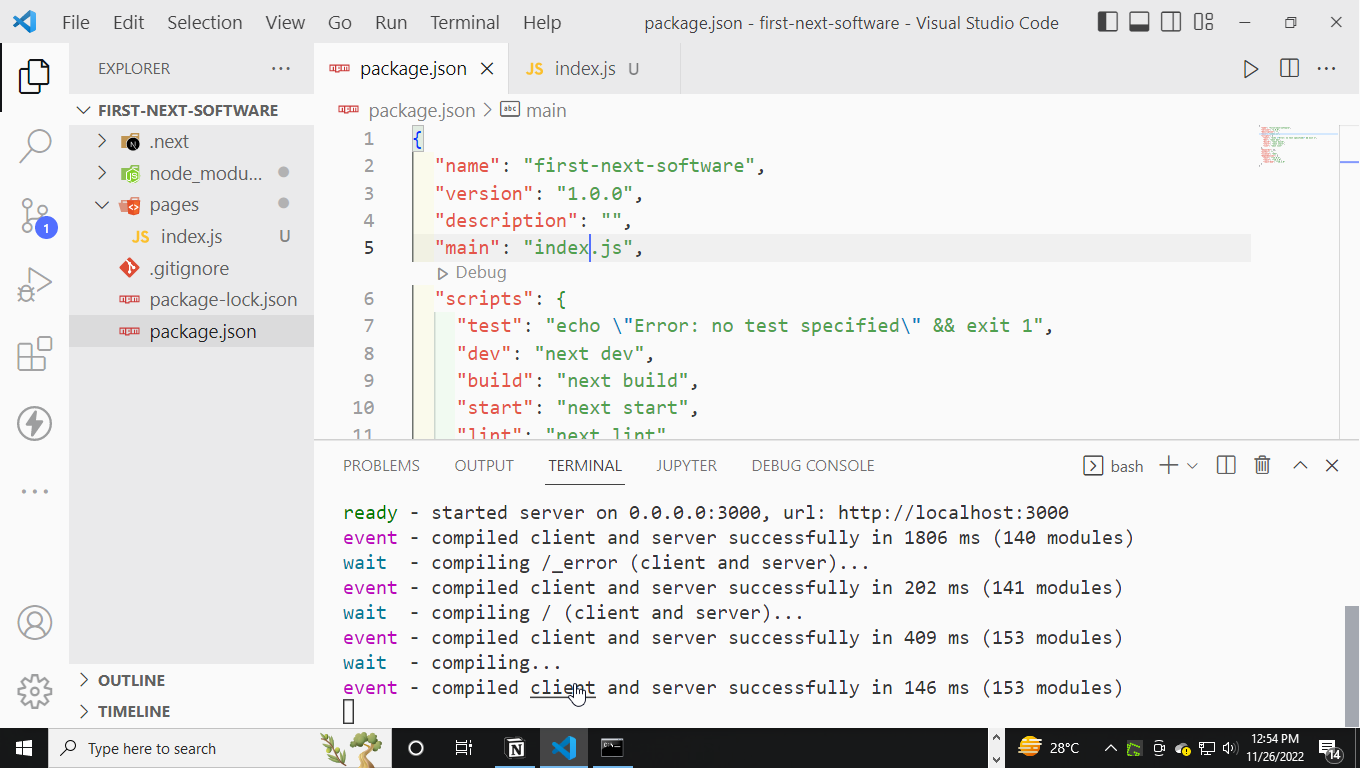 File Edit Selection View Go Run Terminal Help package.json - first-next-software - Visual Studio Code
EXPLORER
FIRST-NEXT-SOFTWARE
.next
node_modu...
pages
JS index.js U
.gitignore
package-lock.json
package.json
OUTLINE
TIMELINE
1
package.json JS index.js U
package.json > abc main
1 {
2 "name": "first-next-software",
3 "version": "1.0.0",
4 "description": "",
5 "main": "index.js",
Debug
6 "scripts": {
7 "test": "echo \"Error: no test specified\" && exit 1",
8 "dev": "next dev",
9 "build": "next build",
10 "start": "next start",
11 "lint": "next lint"
PROBLEMS OUTPUT TERMINAL JUPYTER DEBUG CONSOLE bash
ready - started server on 0.0.0.0:3000, url: http://localhost:3000
event - compiled client and server successfully in 1806 ms (140 modules)
wait - compiling /_error (client and server)...
event - compiled client and server successfully in 202 ms (141 modules)
wait - compiling / (client and server)...
event - compiled client and server successfully in 409 ms (153 modules)
wait - compiling...
event - compiled client and server successfully in 146 ms (153 modules)
Type here to search
28°C
12:54 PM
11/26/2022
14